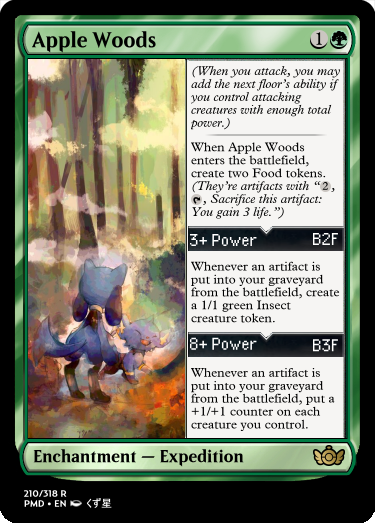 Apple Woods 1
(When you attack, you may
add the next floor's ability if
you control attacking
creatures with enough total
power.)
When Apple Woods
enters the battlefield,
create two Food tokens.
(They're artifacts with “2,
, Sacrifice this artifact:
You gain 3 life.”)
3+ Power B2F
Whenever an artifact is
put into your graveyard
from the battlefield, create
a 1/1 green Insect
creature token.
8+ Power B3F
Whenever an artifact is
put into your graveyard
from the battlefield, put a
+1/+1 counter on each
creature you control.
Enchantment — Expedition
210/318 R
PMD • EN くず星